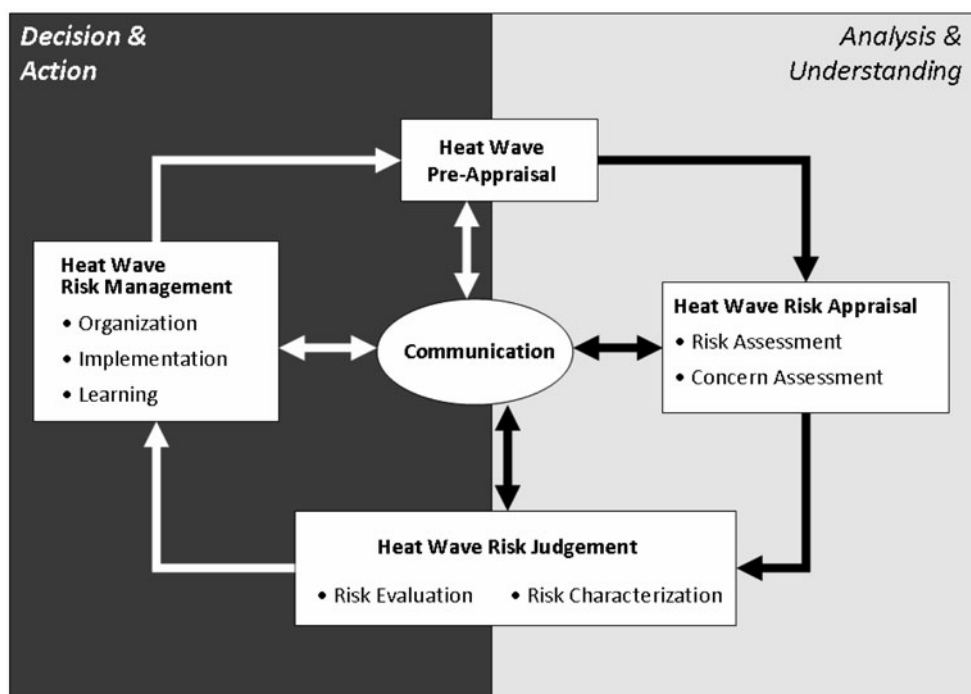 Decision &
Action
Analysis &
Understanding
Heat Wave
Pre-Appraisal
Heat Wave
Risk Management
• Organization
• Implementation
• Learning
Communication
Heat Wave Risk Appraisal
• Risk Assessment
• Concern Assessment
Heat Wave Risk Judgement
• Risk Evaluation • Risk Characterization